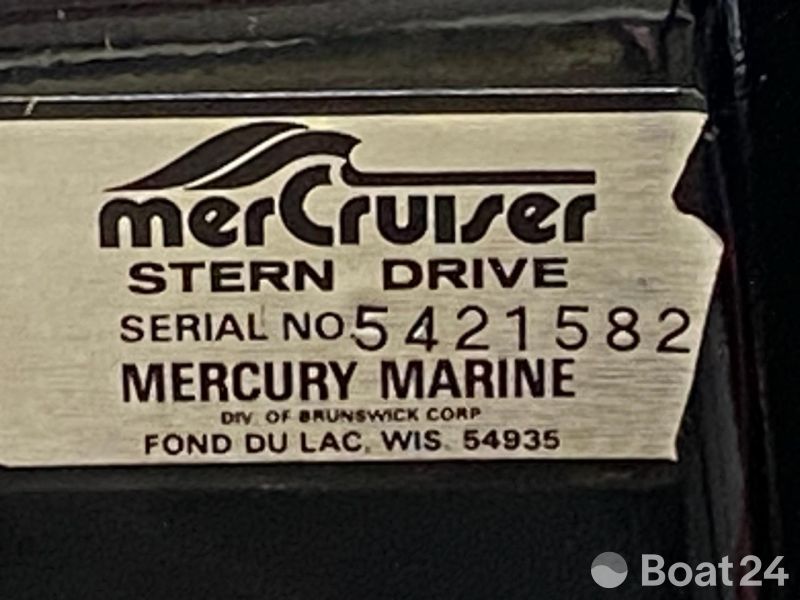 merCruiser
STERN DRIVE
SERIAL NO. 5421582
MERCURY MARINE
DIV. OF BRUNSWICK CORP
FOND DU LAC, WIS. 54935
Boat24